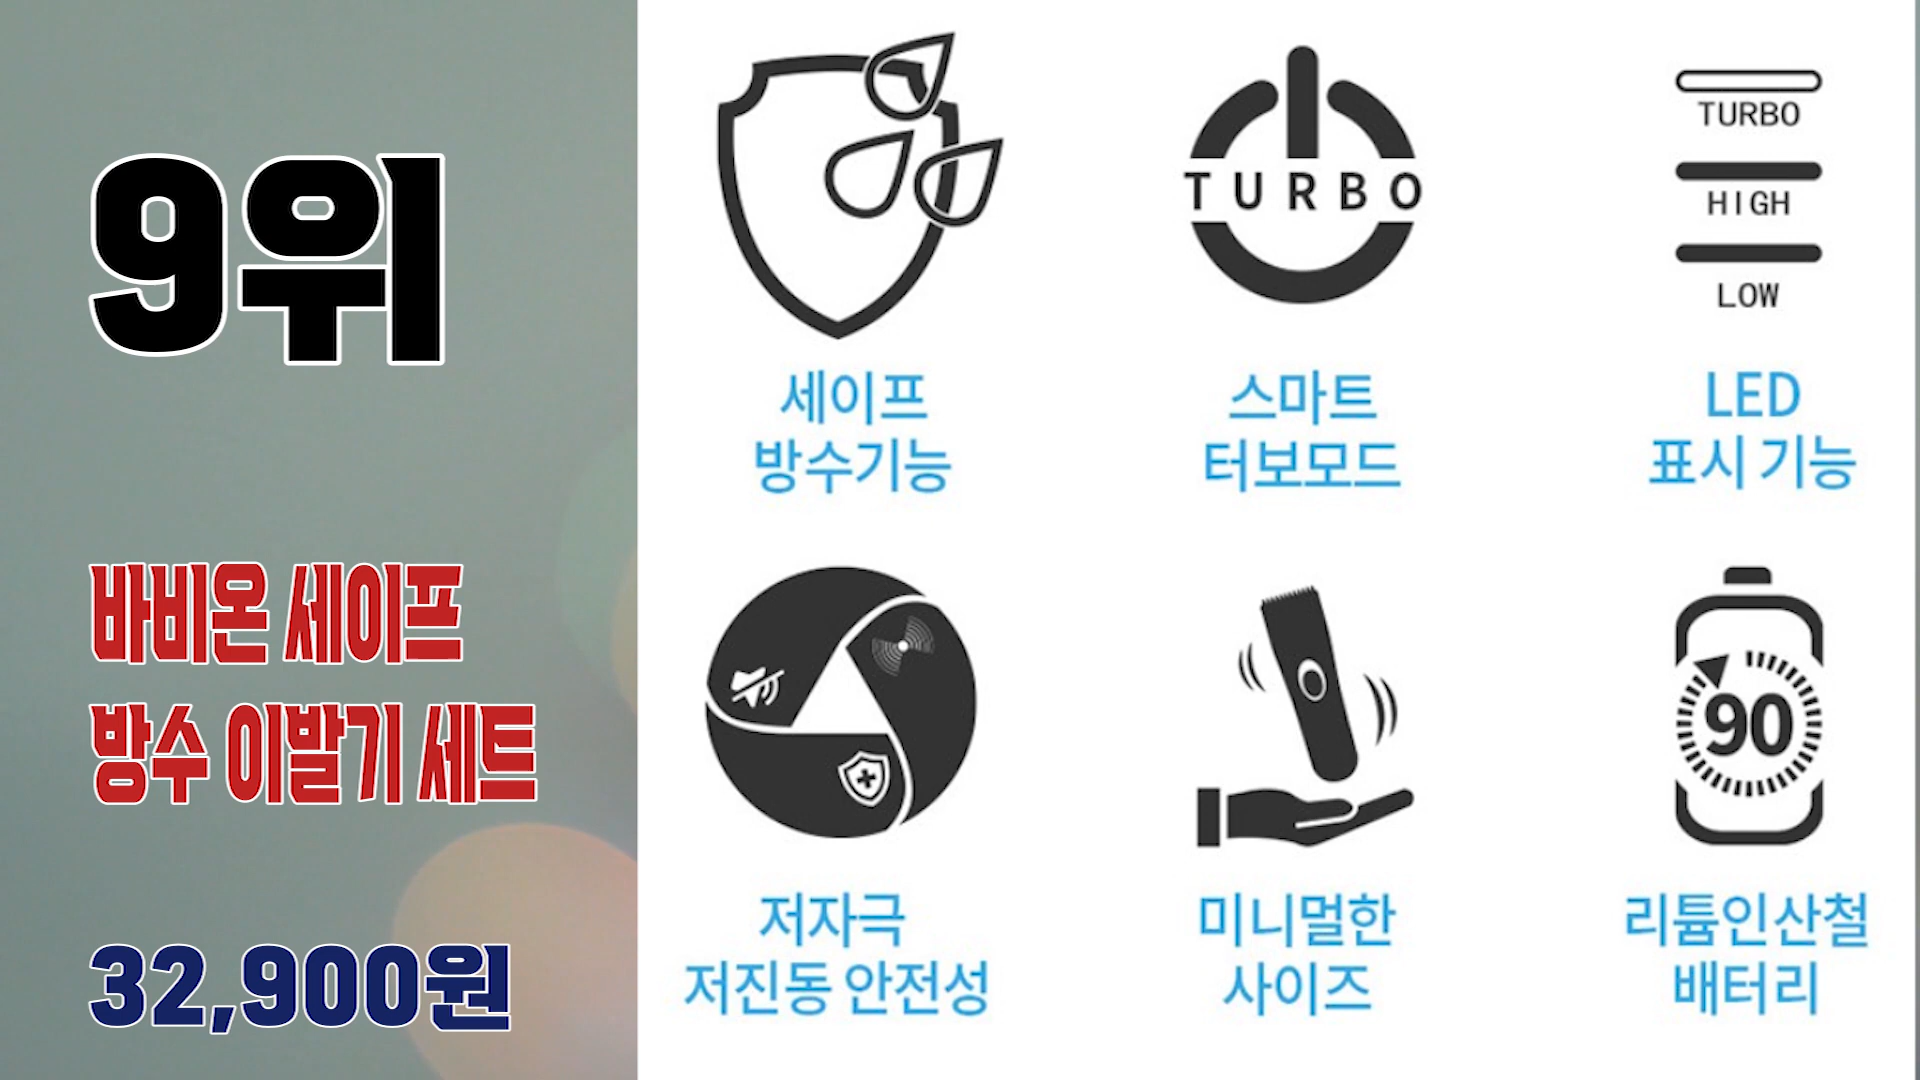 9위
바비온 세이프
방수 이발기 세트
32,900원
TURBO
TURBO
HIGH
LOW
세이프
방수기능
스마트
터보모드
LED
표시 기능
90
저자극
저진동 안전성
미니멀한
사이즈
리튬인산철
배터리